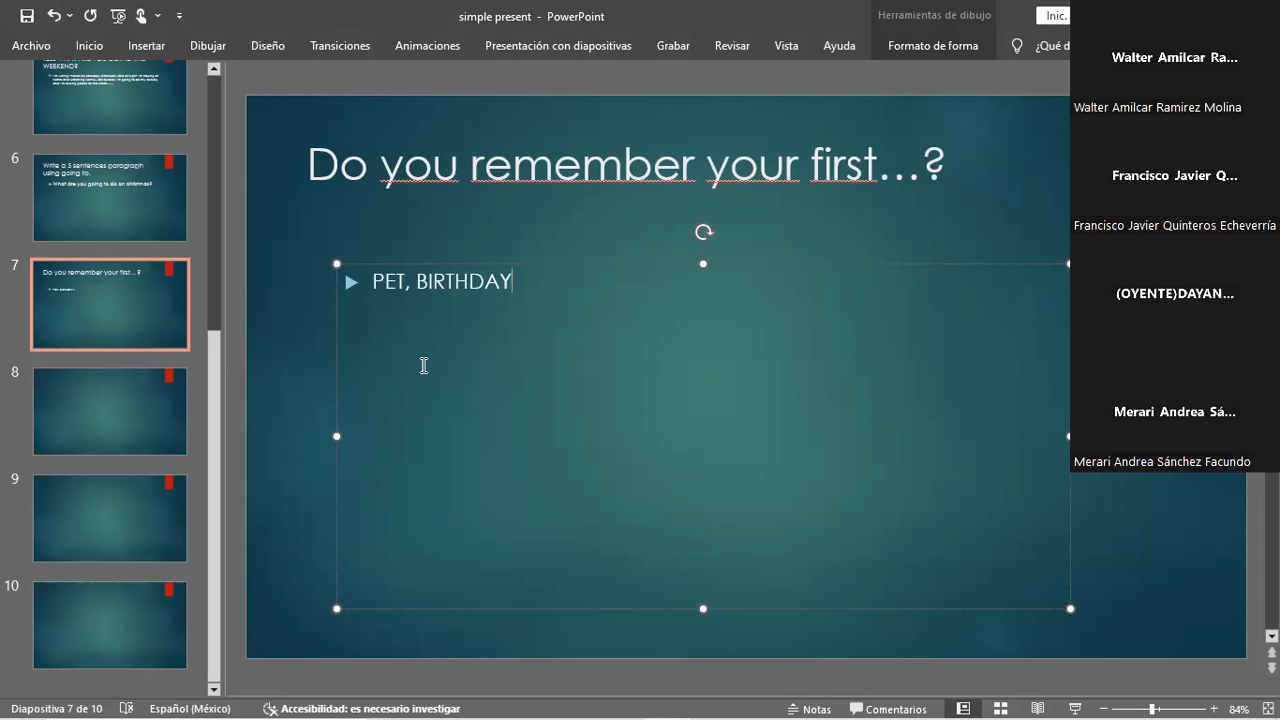 simple present - PowerPoint
Herramientas de dibujo
Inic.
Archivo
Inicio
Insertar
Dibujar
Diseño
Transiciones
Animaciones
Presentación con diapositivas
Grabar
Revisar
Vista
Ayuda
Formato de forma
¿Qué d
Walter Amilcar Ra...
Walter Amilcar Ramirez Molina
Francisco Javier Q...
Francisco Javier Quinteros Echeverría
(OYENTE)DAYAN...
Merari Andrea Sá...
Merari Andrea Sánchez Facundo
WEEKEND?
6
Write a 5 sentences paragraph
using going to.
What are you going to do on christmas?
7
Do you remember your first...?
8
9
10
Do you remember your first...?
PET, BIRTHDAY
Diapositiva 7 de 10
Español (México)
Accesibilidad: es necesario investigar
Notas
Comentarios
84%